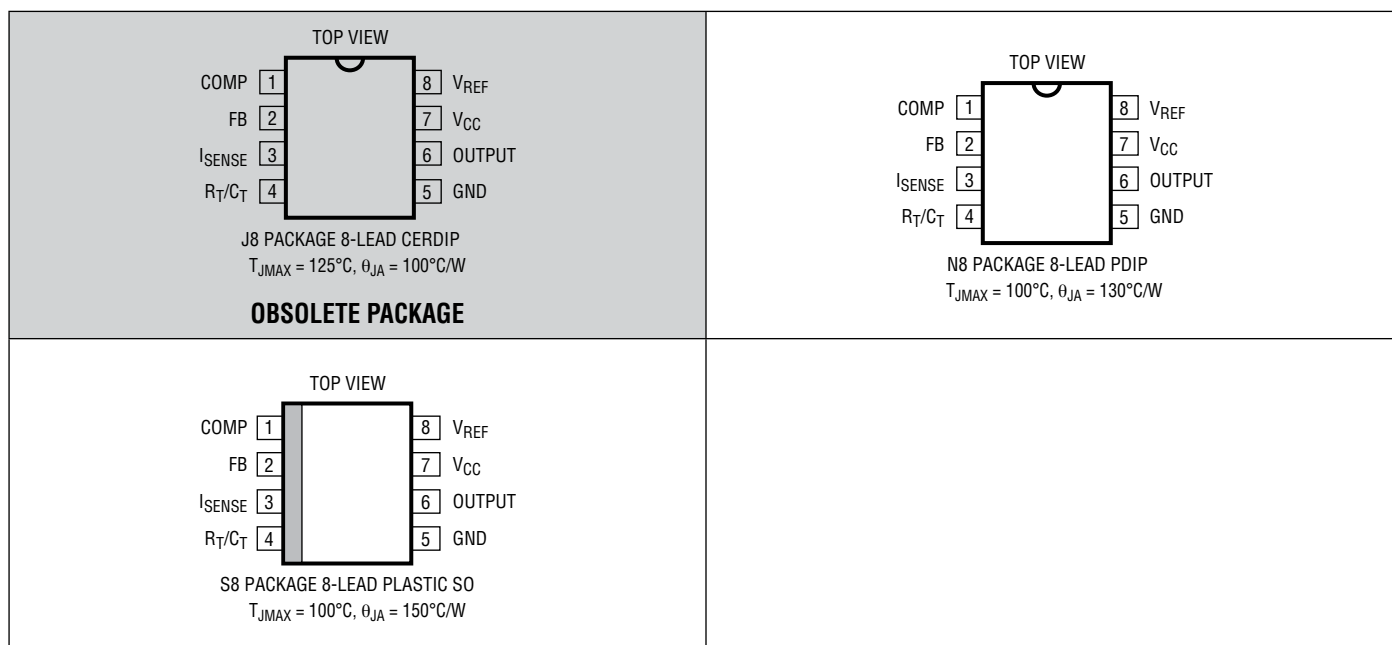 TOP VIEW
COMP 1 8 VREF
FB 2 7 VCC
ISENSE 3 6 OUTPUT
RT/CT 4 5 GND
J8 PACKAGE 8-LEAD CERDIP
TJMAX = 125°C, θJA = 100°C/W
OBSOLETE PACKAGE
TOP VIEW
COMP 1 8 VREF
FB 2 7 VCC
ISENSE 3 6 OUTPUT
RT/CT 4 5 GND
N8 PACKAGE 8-LEAD PDIP
TJMAX = 100°C, θJA = 130°C/W
TOP VIEW
COMP 1 8 VREF
FB 2 7 VCC
ISENSE 3 6 OUTPUT
RT/CT 4 5 GND
S8 PACKAGE 8-LEAD PLASTIC SO
TJMAX = 100°C, θJA = 150°C/W